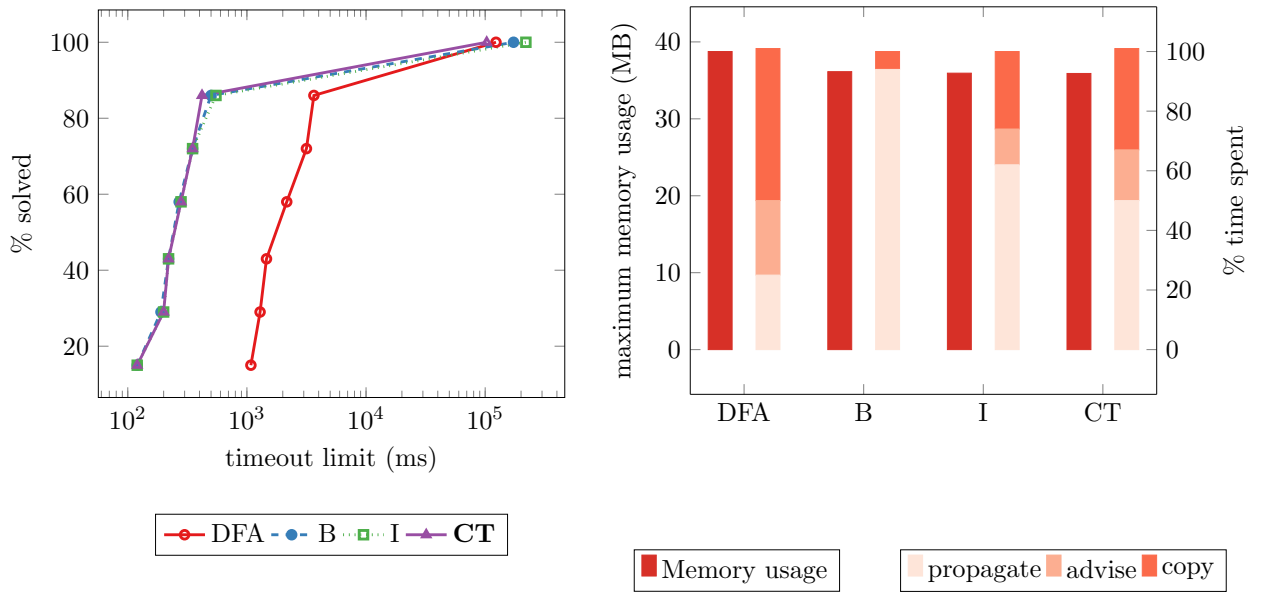 % solved
100
80
60
40
20
10^2
10^3
10^4
10^5
timeout limit (ms)
DFA B I CT
maximum memory usage (MB)
40
30
20
10
0
100
80
60
40
20
0
% time spent
DFA B I CT
Memory usage
propagate advise copy